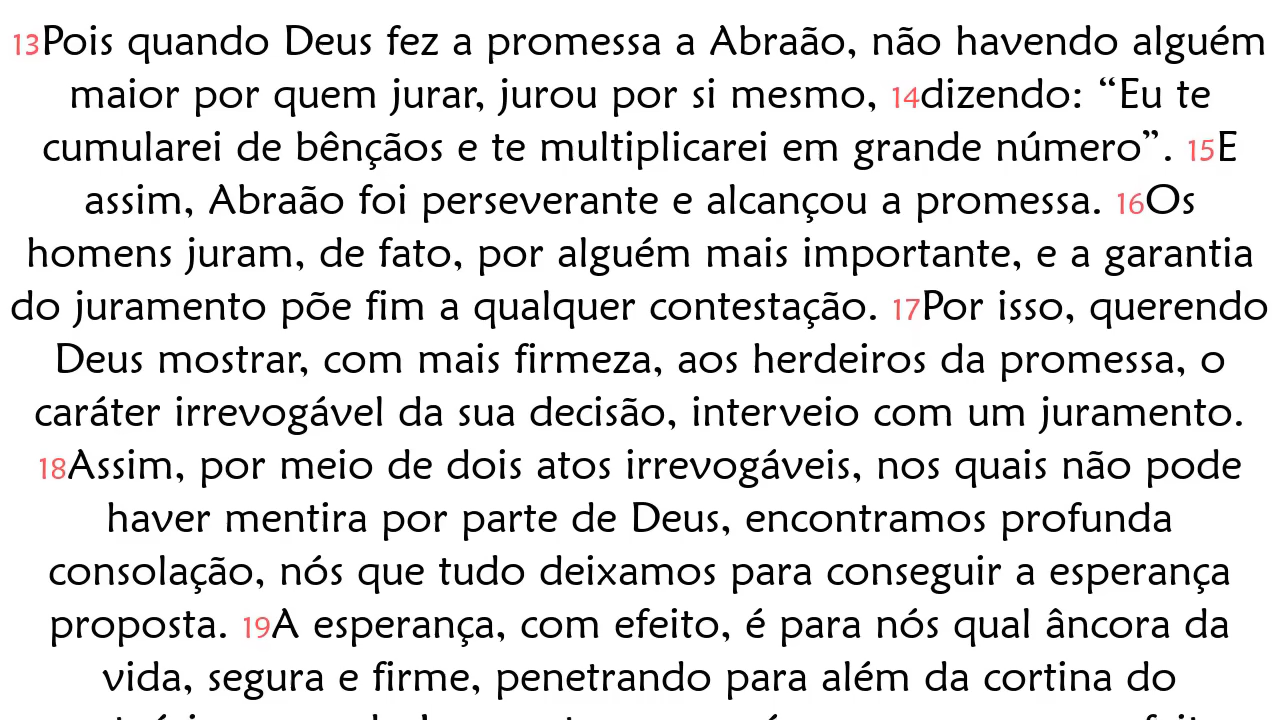 13Pois quando Deus fez a promessa a Abraão, não havendo alguém
maior por quem jurar, jurou por si mesmo, 14dizendo: “Eu te
cumularei de bênçãos e te multiplicarei em grande número”. 15E
assim, Abraão foi perseverante e alcançou a promessa. 16Os
homens juram, de fato, por alguém mais importante, e a garantia
do juramento põe fim a qualquer contestação. 17Por isso, querendo
Deus mostrar, com mais firmeza, aos herdeiros da promessa, o
caráter irrevogável da sua decisão, interveio com um juramento.
18Assim, por meio de dois atos irrevogáveis, nos quais não pode
haver mentira por parte de Deus, encontramos profunda
consolação, nós que tudo deixamos para conseguir a esperança
proposta. 19A esperança, com efeito, é para nós qual âncora da
vida, segura e firme, penetrando para além da cortina do